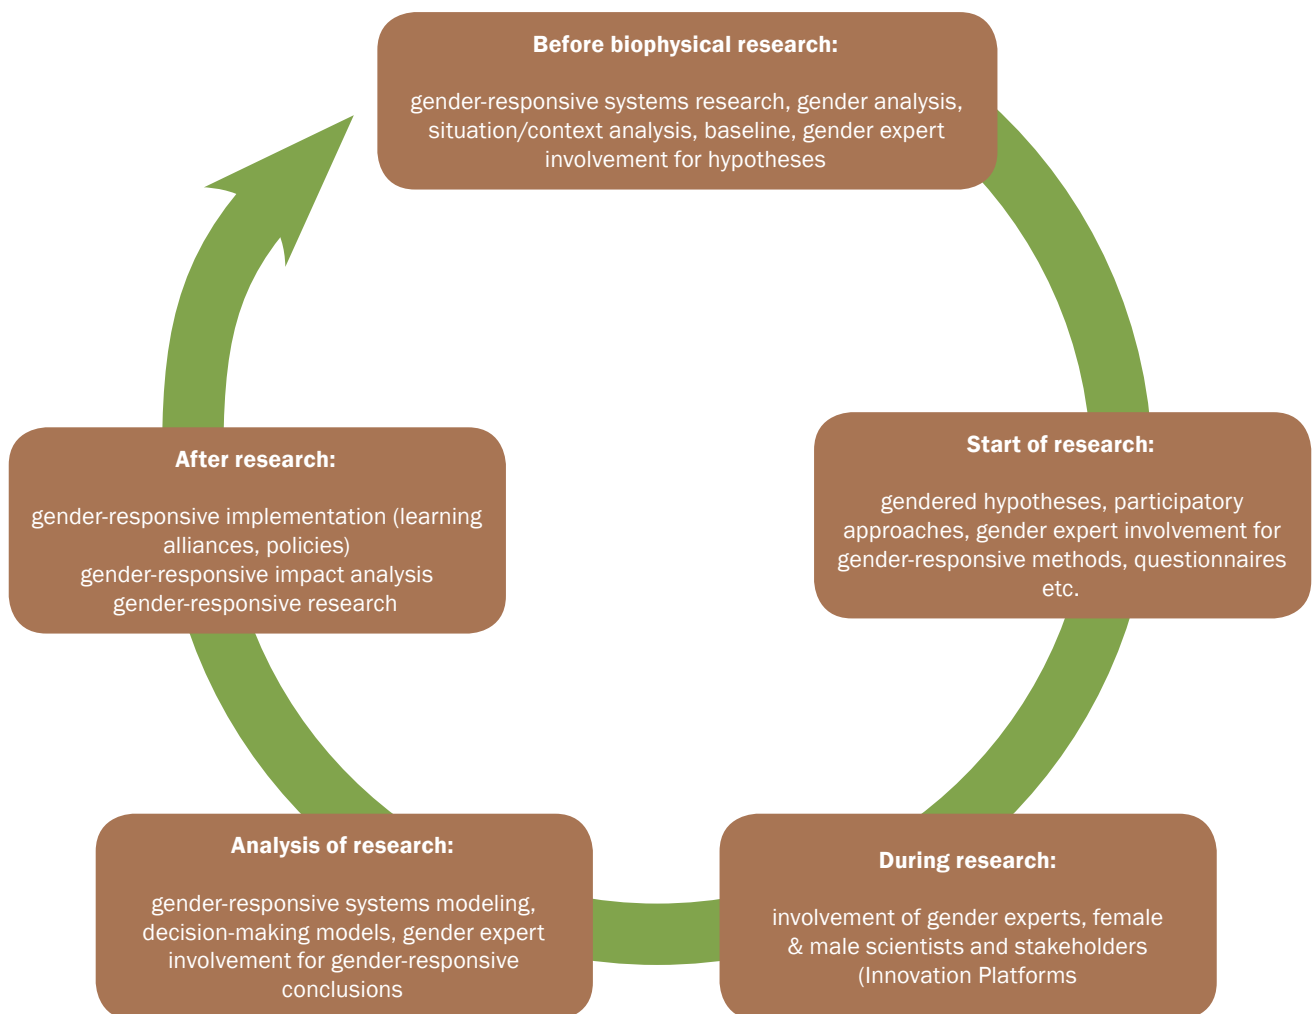 Before biophysical research:
gender-responsive systems research, gender analysis,
situation/context analysis, baseline, gender expert
involvement for hypotheses
Start of research:
gendered hypotheses, participatory
approaches, gender expert involvement for
gender-responsive methods, questionnaires
etc.
During research:
involvement of gender experts, female
& male scientists and stakeholders
(Innovation Platforms
Analysis of research:
gender-responsive systems modeling,
decision-making models, gender expert
involvement for gender-responsive
conclusions
After research:
gender-responsive implementation (learning
alliances, policies)
gender-responsive impact analysis
gender-responsive research